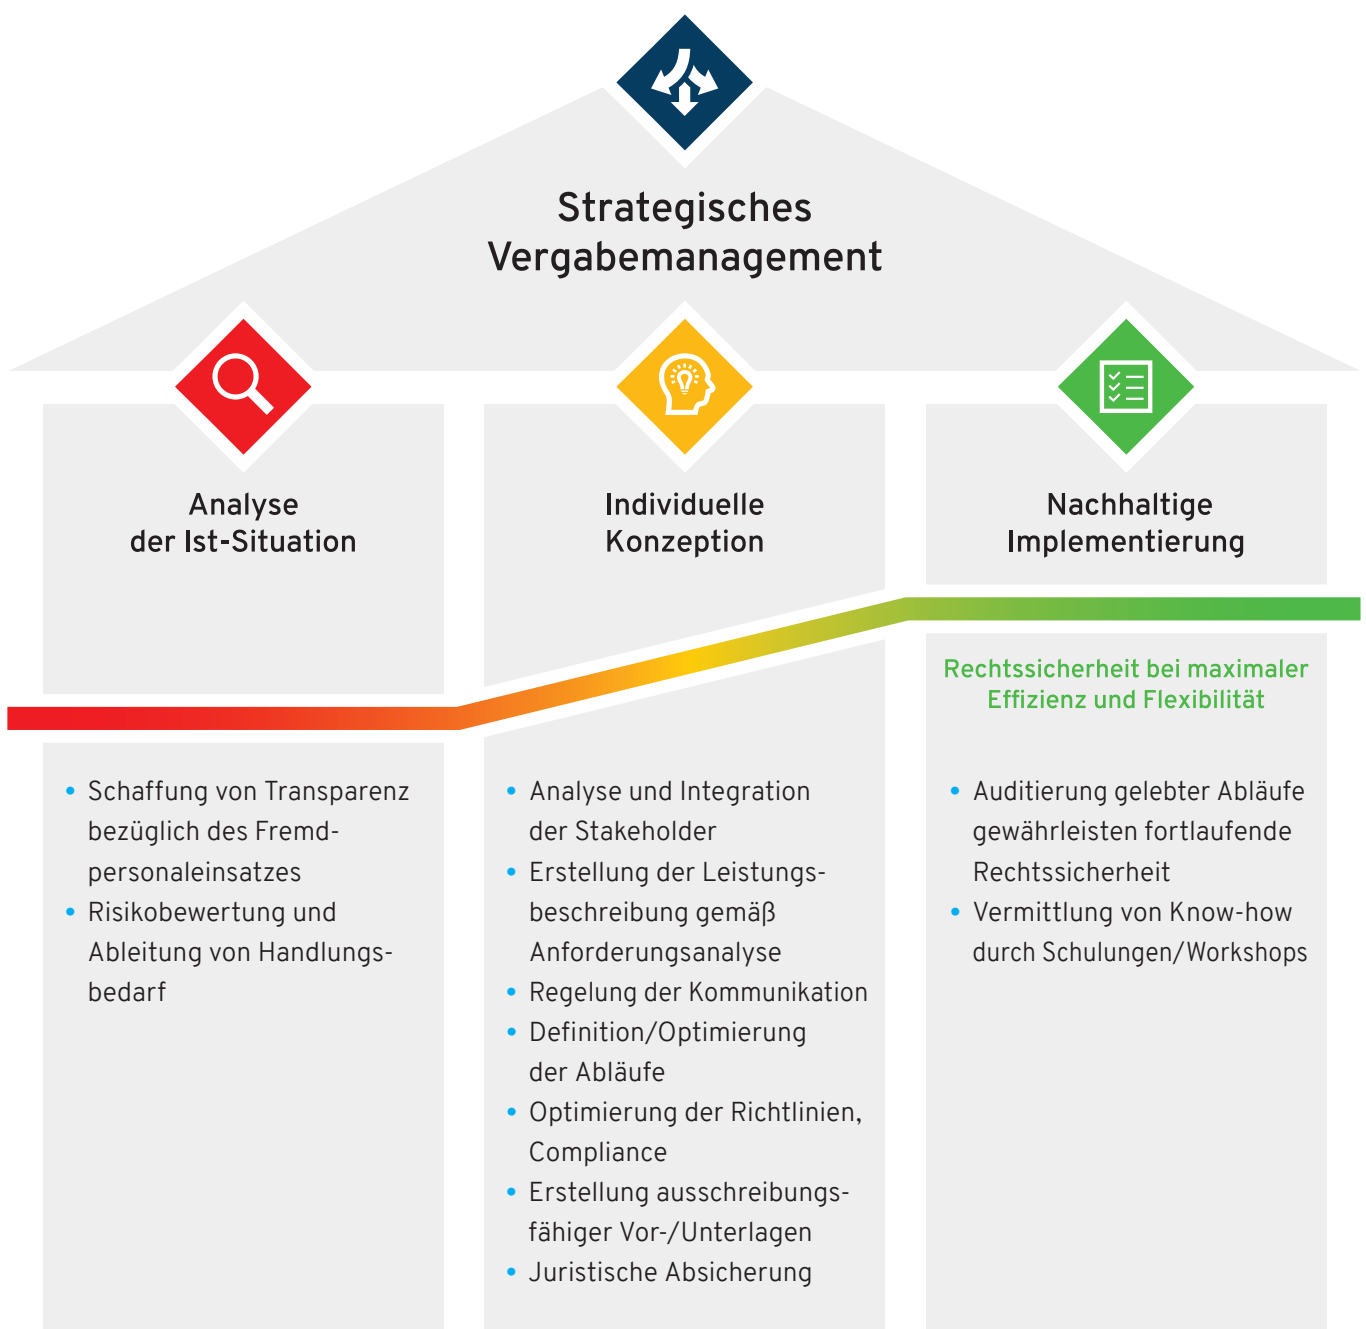 Strategisches
Vergabemanagement
Analyse
der Ist-Situation
Schaffung von Transparenz
bezüglich des Fremd-
personaleinsatzes
Risikobewertung und
Ableitung von Handlungs-
bedarf
Individuelle
Konzeption
Analyse und Integration
der Stakeholder
Erstellung der Leistungs-
beschreibung gemäß
Anforderungsanalyse
Regelung der Kommunikation
Definition/Optimierung
der Abläufe
Optimierung der Richtlinien,
Compliance
Erstellung ausschreibungs-
fähiger Vor-/Unterlagen
Juristische Absicherung
Nachhaltige
Implementierung
Rechtssicherheit bei maximaler
Effizienz und Flexibilität
Auditierung gelebter Abläufe
gewährleisten fortlaufende
Rechtssicherheit
Vermittlung von Know-how
durch Schulungen/Workshops